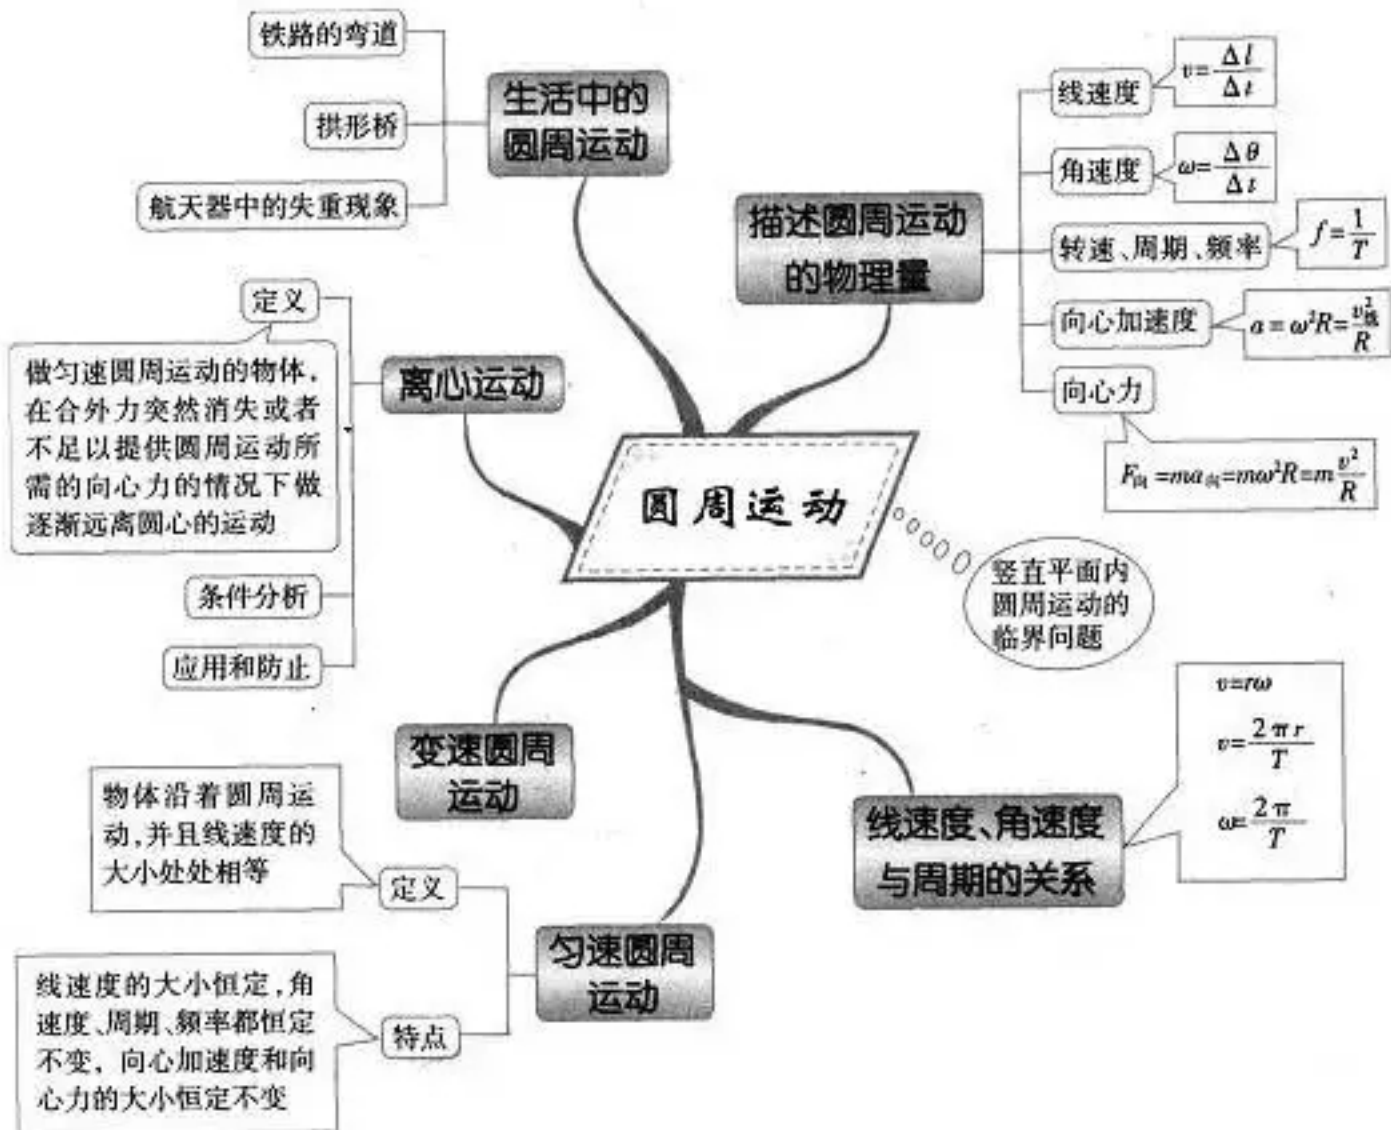 圆周运动
描述圆周运动
的物理量
线速度
v=Δl/Δt
角速度
ω=Δθ/Δt
转速、周期、频率
f=1/T
向心加速度
a=ω²R=v²线/R
向心力
F向=ma向=mω²R=m v²/R
竖直平面内
圆周运动的
临界问题
线速度、角速度
与周期的关系
v=rω
v=2πr/T
ω=2π/T
匀速圆周
运动
定义
物体沿着圆周运
动,并且线速度的
大小处处相等
特点
线速度的大小恒定,角
速度、周期、频率都恒定
不变,向心加速度和向
心力的大小恒定不变
变速圆周
运动
离心运动
定义
做匀速圆周运动的物体,
在合外力突然消失或者
不足以提供圆周运动所
需的向心力的情况下做
逐渐远离圆心的运动
条件分析
应用和防止
生活中的
圆周运动
铁路的弯道
拱形桥
航天器中的失重现象